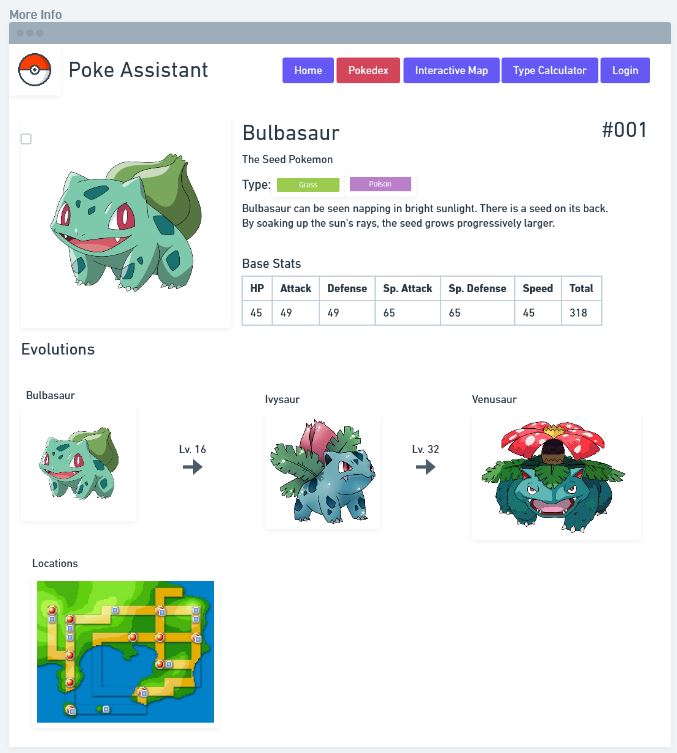 More Info
Poke Assistant
Home
Pokedex
Interactive Map
Type Calculator
Login
Bulbasaur
#001
The Seed Pokemon
Type: Grass Poison
Bulbasaur can be seen napping in bright sunlight. There is a seed on its back.
By soaking up the sun's rays, the seed grows progressively larger.
Base Stats
HP Attack Defense Sp. Attack Sp. Defense Speed Total
45 49 49 65 65 45 318
Evolutions
Bulbasaur
Ivysaur
Venusaur
Lv. 16
Lv. 32
Locations